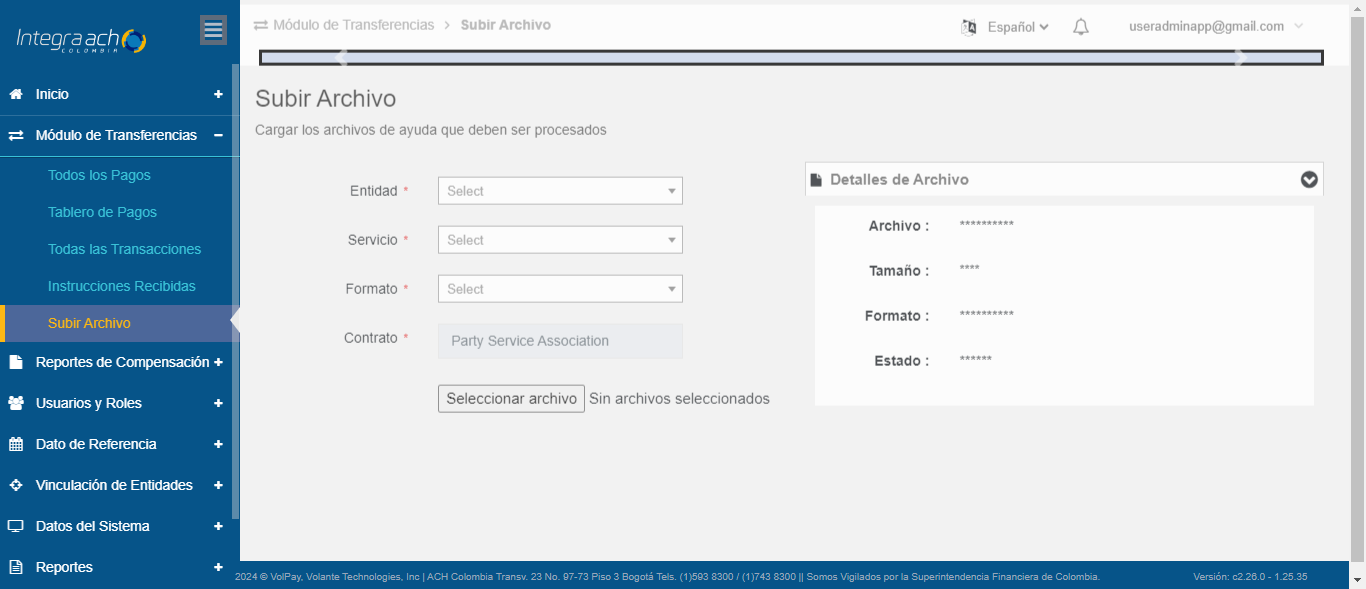 Integra ach
COLOMBIA
Módulo de Transferencias > Subir Archivo
Español
useradminapp@gmail.com
Inicio +
Módulo de Transferencias −
Todos los Pagos
Tablero de Pagos
Todas las Transacciones
Instrucciones Recibidas
Subir Archivo
Reportes de Compensación +
Usuarios y Roles +
Dato de Referencia +
Vinculación de Entidades +
Datos del Sistema +
Reportes +
Subir Archivo
Cargar los archivos de ayuda que deben ser procesados
Entidad * Select
Servicio * Select
Formato * Select
Contrato * Party Service Association
Seleccionar archivo Sin archivos seleccionados
Detalles de Archivo
Archivo : **********
Tamaño : ****
Formato : **********
Estado : ******
2024 © VolPay, Volante Technologies, Inc | ACH Colombia Transv. 23 No. 97-73 Piso 3 Bogotá Tels. (1)593 8300 / (1)743 8300 || Somos Vigilados por la Superintendencia Financiera de Colombia.
Versión: c2.26.0 - 1.25.35